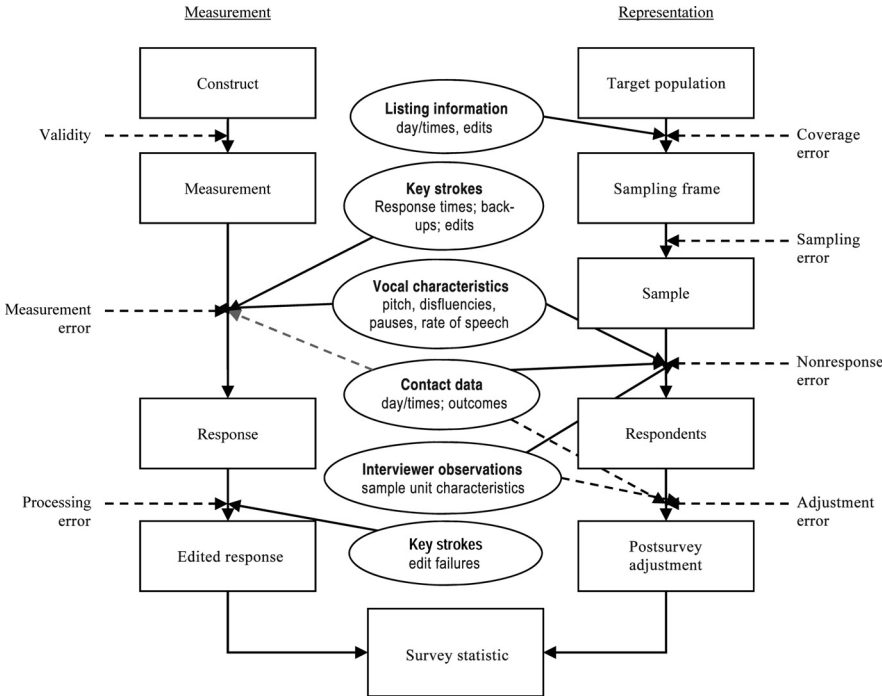 Measurement
Representation
Construct
Target population
Listing information
day/times, edits
Validity
Coverage
error
Measurement
Sampling frame
Key strokes
Response times; back-
ups; edits
Sampling
error
Vocal characteristics
pitch, disfluencies,
pauses, rate of speech
Sample
Measurement
error
Nonresponse
error
Contact data
day/times; outcomes
Response
Respondents
Interviewer observations
sample unit characteristics
Processing
error
Adjustment
error
Key strokes
edit failures
Edited response
Postsurvey
adjustment
Survey statistic